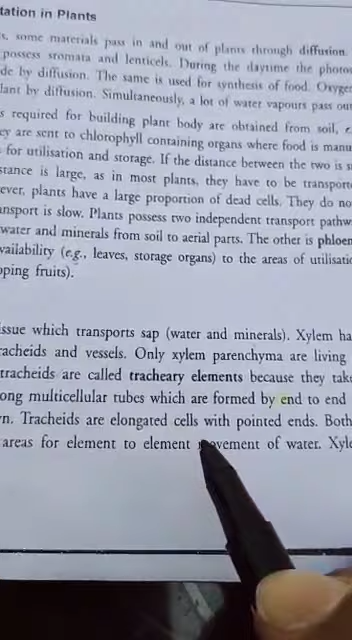 tation in Plants
s, some materials pass in and out of plants through diffusion.
possess stomata and lenticels. During the daytime the photo
de by diffusion. The same is used for synthesis of food. Oxyge
lant by diffusion. Simultaneously, a lot of water vapours pass out
s required for building plant body are obtained from soil, e.
ey are sent to chlorophyll containing organs where food is manu
for utilisation and storage. If the distance between the two is s
stance is large, as in most plants, they have to be transporte
ever, plants have a large proportion of dead cells. They do no
ansport is slow. Plants possess two independent transport pathw
water and minerals from soil to aerial parts. The other is phloem
vailability (e.g., leaves, storage organs) to the areas of utilisatio
oping fruits).
issue which transports sap (water and minerals). Xylem ha
racheids and vessels. Only xylem parenchyma are living
tracheids are called tracheary elements because they take
ong multicellular tubes which are formed by end to end
n. Tracheids are elongated cells with pointed ends. Both
areas for element to element movement of water. Xyle